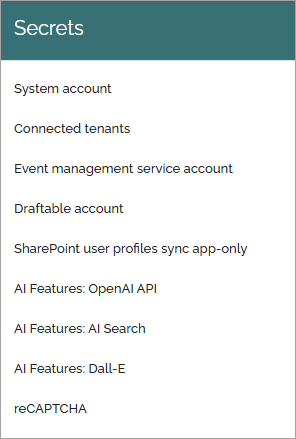 Secrets
System account
Connected tenants
Event management service account
Draftable account
SharePoint user profiles sync app-only
AI Features: OpenAI API
AI Features: AI Search
AI Features: Dall-E
reCAPTCHA